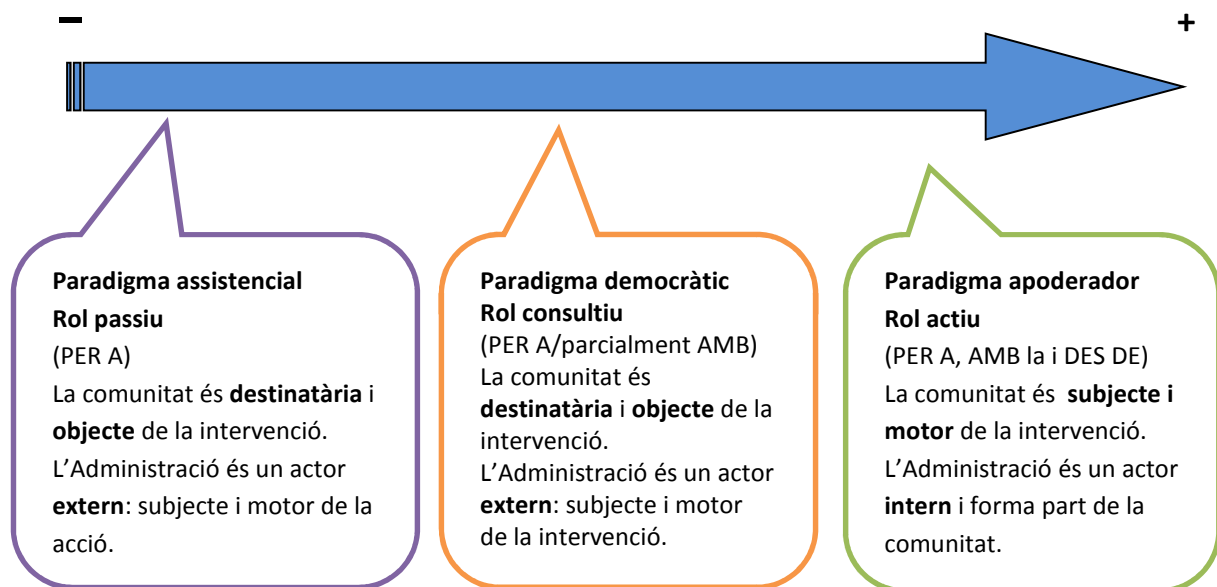 −
+
Paradigma assistencial
Rol passiu
(PER A)
La comunitat és destinatària i
objecte de la intervenció.
L’Administració és un actor
extern: subjecte i motor de la
acció.
Paradigma democràtic
Rol consultiu
(PER A/parcialment AMB)
La comunitat és
destinatària i objecte de la
intervenció.
L’Administració és un actor
extern: subjecte i motor
de la intervenció.
Paradigma apoderador
Rol actiu
(PER A, AMB la i DES DE)
La comunitat és subjecte i
motor de la intervenció.
L’Administració és un actor
intern i forma part de la
comunitat.